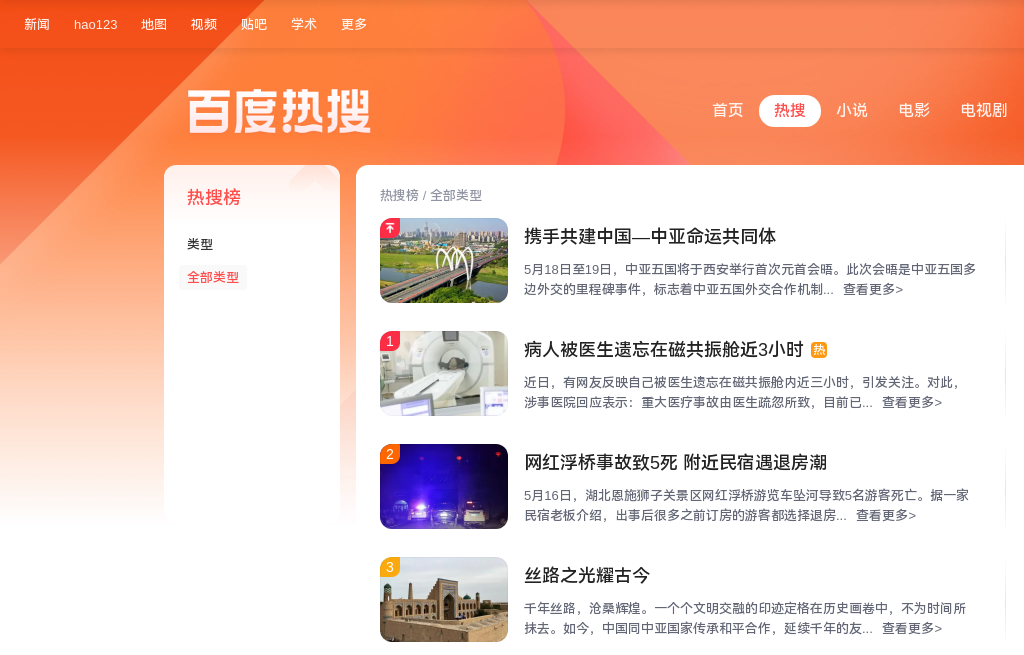 新闻 hao123 地图 视频 贴吧 学术 更多
百度热搜
首页 热搜 小说 电影 电视剧
热搜榜
类型
全部类型
热搜榜 / 全部类型
携手共建中国—中亚命运共同体
5月18日至19日，中亚五国将于西安举行首次元首会晤。此次会晤是中亚五国多
边外交的里程碑事件，标志着中亚五国外交合作机制... 查看更多>
1
病人被医生遗忘在磁共振舱近3小时 热
近日，有网友反映自己被医生遗忘在磁共振舱内近三小时，引发关注。对此，
涉事医院回应表示：重大医疗事故由医生疏忽所致，目前已... 查看更多>
2
网红浮桥事故致5死 附近民宿遇退房潮
5月16日，湖北恩施狮子关景区网红浮桥游览车坠河导致5名游客死亡。据一家
民宿老板介绍，出事后很多之前订房的游客都选择退房... 查看更多>
3
丝路之光耀古今
千年丝路，沧桑辉煌。一个个文明交融的印迹定格在历史画卷中，不为时间所
抹去。如今，中国同中亚国家传承和平合作，延续千年的友... 查看更多>